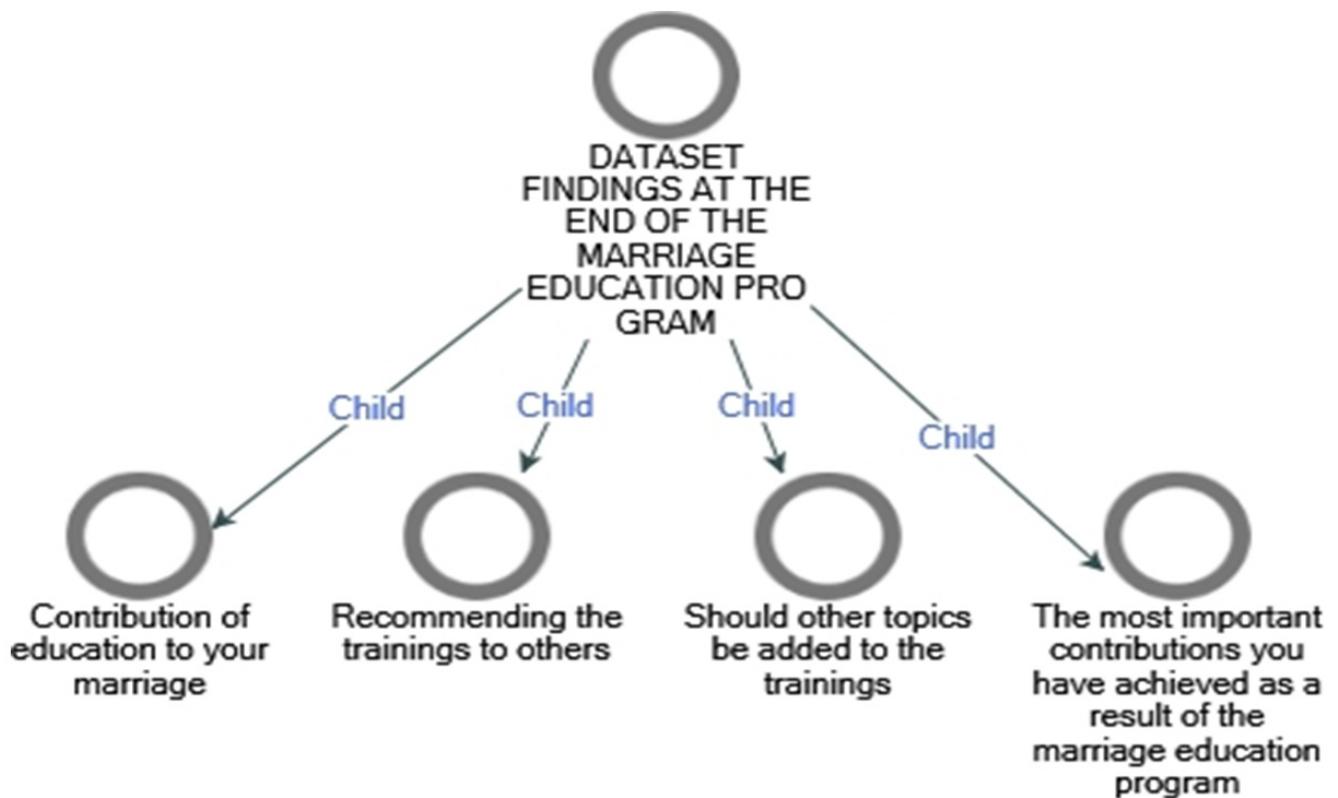 DATASET
FINDINGS AT THE
END OF THE
MARRIAGE
EDUCATION PRO
GRAM
Child
Child
Child
Child
Contribution of
education to your
marriage
Recommending the
trainings to others
Should other topics
be added to the
trainings
The most important
contributions you
have achieved as a
result of the
marriage education
program